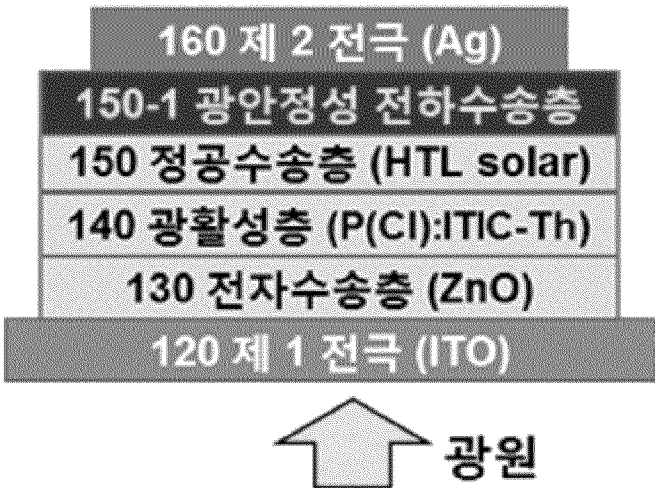 160 제 2 전극 (Ag)
150-1 광안정성 전하수송층
150 정공수송층 (HTL solar)
140 광활성층 (P(Cl):ITIC-Th)
130 전자수송층 (ZnO)
120 제 1 전극 (ITO)
광원